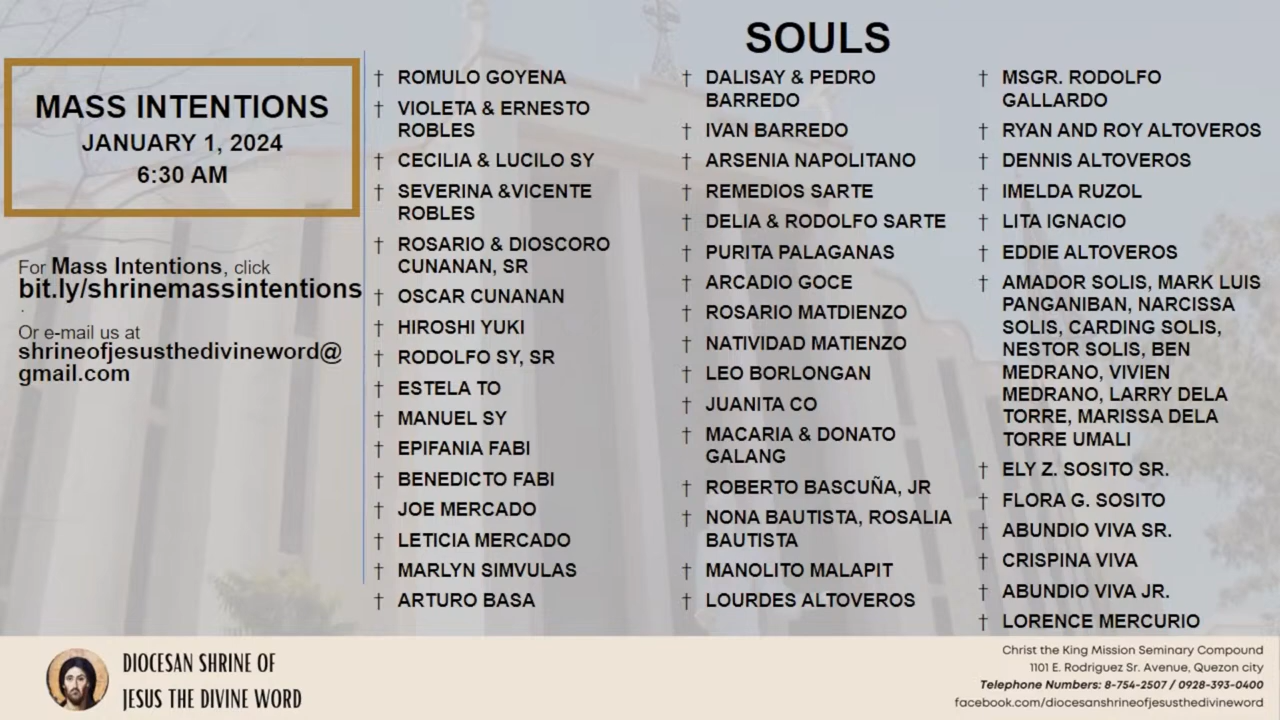 SOULS
MASS INTENTIONS
JANUARY 1, 2024
6:30 AM
For Mass Intentions, click
bit.ly/shrinemassintentions
.
Or e-mail us at
shrineofjesusthedivineword@
gmail.com
† ROMULO GOYENA
† VIOLETA & ERNESTO
ROBLES
† CECILIA & LUCILO SY
† SEVERINA &VICENTE
ROBLES
† ROSARIO & DIOSCORO
CUNANAN, SR
† OSCAR CUNANAN
† HIROSHI YUKI
† RODOLFO SY, SR
† ESTELA TO
† MANUEL SY
† EPIFANIA FABI
† BENEDICTO FABI
† JOE MERCADO
† LETICIA MERCADO
† MARLYN SIMVULAS
† ARTURO BASA
† DALISAY & PEDRO
BARREDO
† IVAN BARREDO
† ARSENIA NAPOLITANO
† REMEDIOS SARTE
† DELIA & RODOLFO SARTE
† PURITA PALAGANAS
† ARCADIO GOCE
† ROSARIO MATDIENZO
† NATIVIDAD MATIENZO
† LEO BORLONGAN
† JUANITA CO
† MACARIA & DONATO
GALANG
† ROBERTO BASCUÑA, JR
† NONA BAUTISTA, ROSALIA
BAUTISTA
† MANOLITO MALAPIT
† LOURDES ALTOVEROS
† MSGR. RODOLFO
GALLARDO
† RYAN AND ROY ALTOVEROS
† DENNIS ALTOVEROS
† IMELDA RUZOL
† LITA IGNACIO
† EDDIE ALTOVEROS
† AMADOR SOLIS, MARK LUIS
PANGANIBAN, NARCISSA
SOLIS, CARDING SOLIS,
NESTOR SOLIS, BEN
MEDRANO, VIVIEN
MEDRANO, LARRY DELA
TORRE, MARISSA DELA
TORRE UMALI
† ELY Z. SOSITO SR.
† FLORA G. SOSITO
† ABUNDIO VIVA SR.
† CRISPINA VIVA
† ABUNDIO VIVA JR.
† LORENCE MERCURIO
DIOCESAN SHRINE OF
JESUS THE DIVINE WORD
Christ the King Mission Seminary Compound
1101 E. Rodriguez Sr. Avenue, Quezon city
Telephone Numbers: 8-754-2507 / 0928-393-0400
facebook.com/diocesanshrineofjesusthedivineword